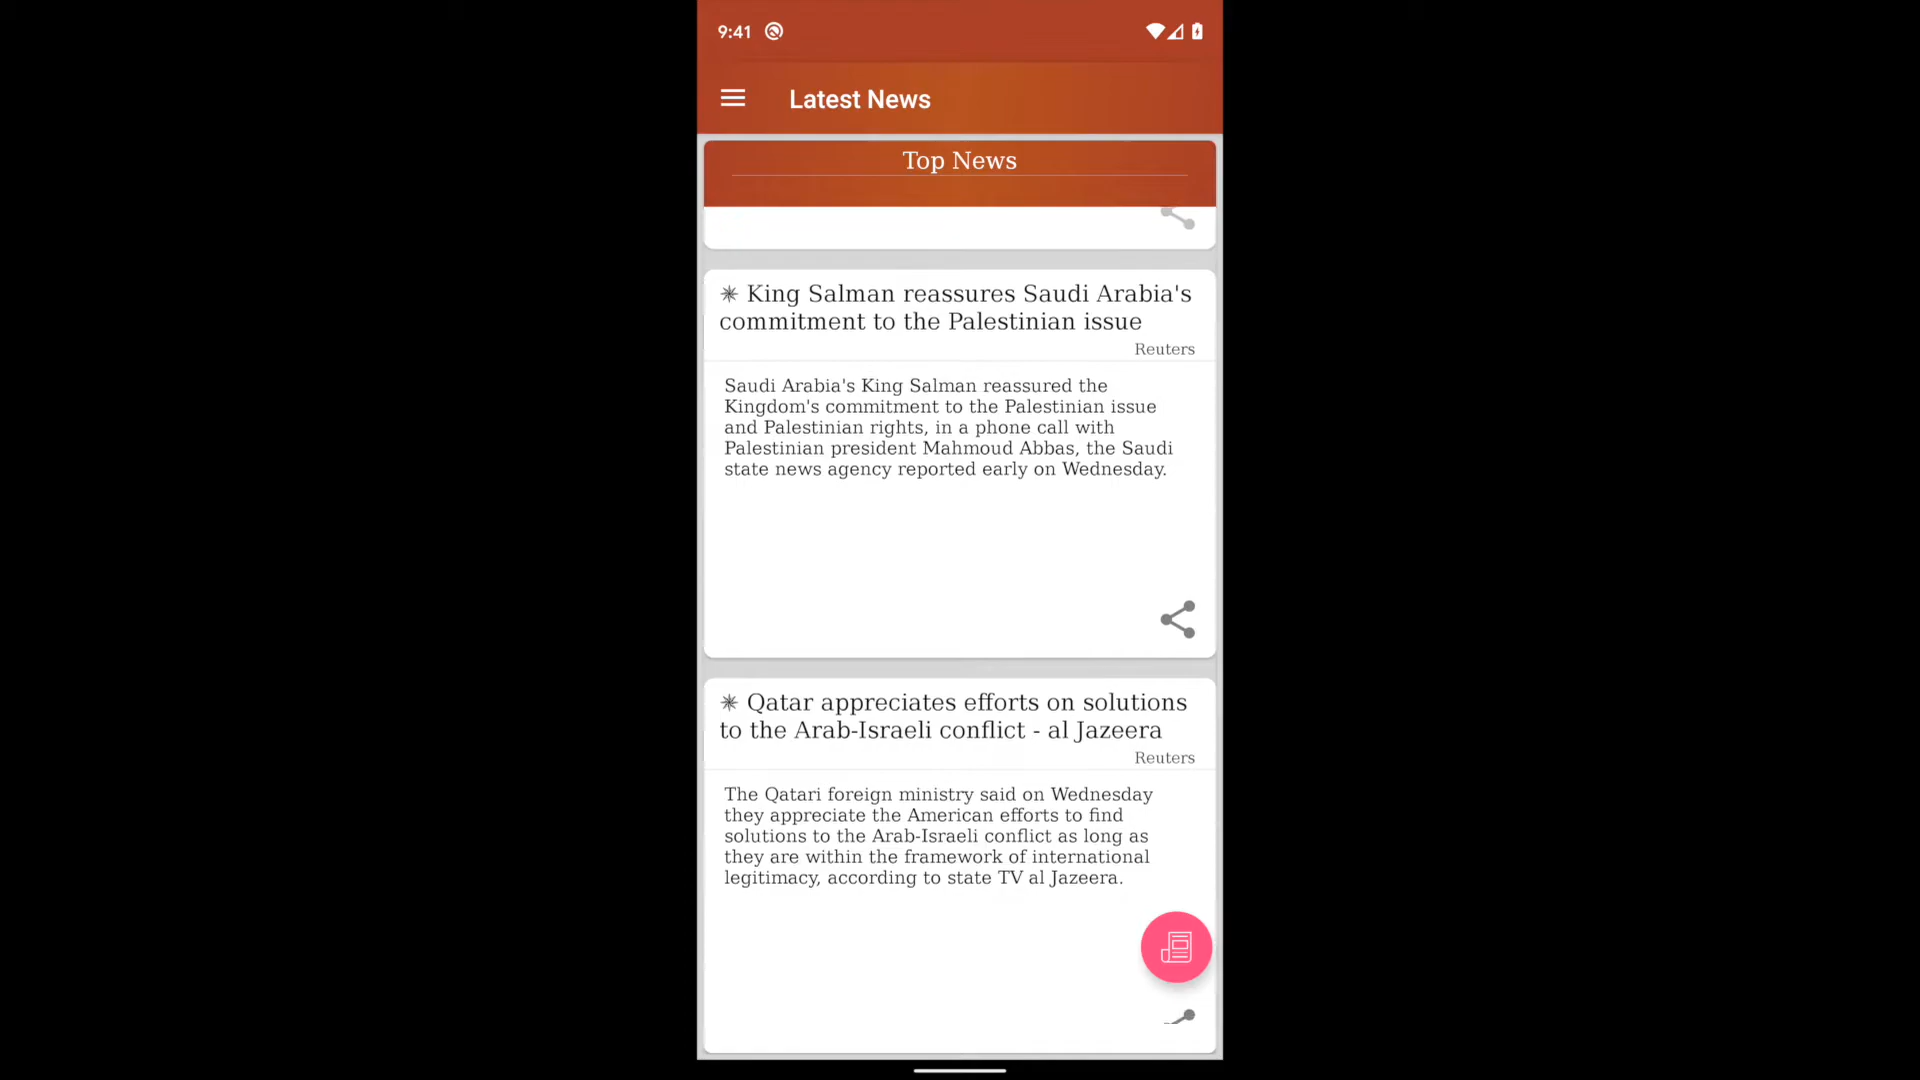 9:41
Latest News
Top News
✴ King Salman reassures Saudi Arabia's
commitment to the Palestinian issue
Reuters
Saudi Arabia's King Salman reassured the
Kingdom's commitment to the Palestinian issue
and Palestinian rights, in a phone call with
Palestinian president Mahmoud Abbas, the Saudi
state news agency reported early on Wednesday.
✴ Qatar appreciates efforts on solutions
to the Arab-Israeli conflict - al Jazeera
Reuters
The Qatari foreign ministry said on Wednesday
they appreciate the American efforts to find
solutions to the Arab-Israeli conflict as long as
they are within the framework of international
legitimacy, according to state TV al Jazeera.